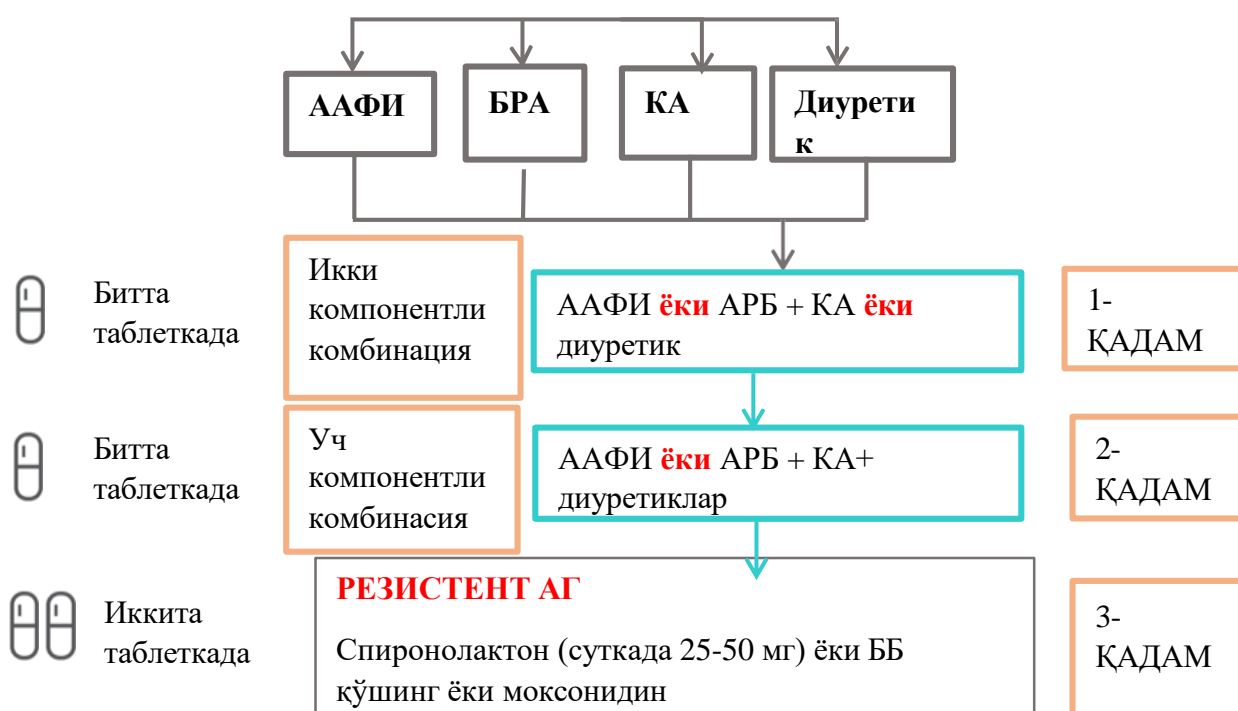 ААФИ
БРА
КА
Диурети
к
Битта
таблеткада
Икки
компонентли
комбинация
ААФИ ёки АРБ + КА ёки
диуретик
1-
ҚАДАМ
Битта
таблеткада
Уч
компонентли
комбинасия
ААФИ ёки АРБ + КА+
диуретиклар
2-
ҚАДАМ
Иккита
таблеткада
РЕЗИСТЕНТ АГ
Спиронолактон (суткада 25-50 мг) ёки ББ
қўшинг ёки моксонидин
3-
ҚАДАМ